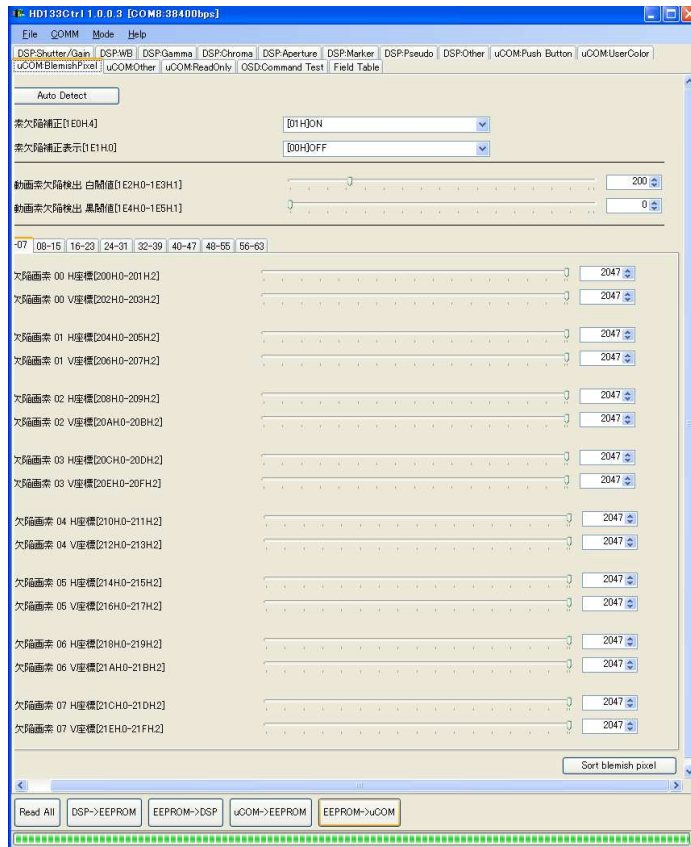 HD133Ctrl 1.0.0.3 [COM8:38400bps]
File COMM Mode Help
DSP:Shutter/Gain DSP:WB DSP:Gamma DSP:Chroma DSP:Aperture DSP:Marker DSP:Pseudo DSP:Other uCOM:Push Button uCOM:UserColor
uCOM:BlemishPixel uCOM:Other uCOM:ReadOnly OSD:Command Test Field Table
Auto Detect
素欠陥補正[1E0H.4] [01H]ON
素欠陥補正表示[1E1H.0] [00H]OFF
動画素欠陥検出 白閾値[1E2H.0-1E3H.1] 200
動画素欠陥検出 黒閾値[1E4H.0-1E5H.1] 0
-07 08-15 16-23 24-31 32-39 40-47 48-55 56-63
欠陥画素 00 H座標[200H.0-201H.2] 2047
欠陥画素 00 V座標[202H.0-203H.2] 2047
欠陥画素 01 H座標[204H.0-205H.2] 2047
欠陥画素 01 V座標[206H.0-207H.2] 2047
欠陥画素 02 H座標[208H.0-209H.2] 2047
欠陥画素 02 V座標[20AH.0-20BH.2] 2047
欠陥画素 03 H座標[20CH.0-20DH.2] 2047
欠陥画素 03 V座標[20EH.0-20FH.2] 2047
欠陥画素 04 H座標[210H.0-211H.2] 2047
欠陥画素 04 V座標[212H.0-213H.2] 2047
欠陥画素 05 H座標[214H.0-215H.2] 2047
欠陥画素 05 V座標[216H.0-217H.2] 2047
欠陥画素 06 H座標[218H.0-219H.2] 2047
欠陥画素 06 V座標[21AH.0-21BH.2] 2047
欠陥画素 07 H座標[21CH.0-21DH.2] 2047
欠陥画素 07 V座標[21EH.0-21FH.2] 2047
Sort blemish pixel
Read All DSP->EEPROM EEPROM->DSP uCOM->EEPROM EEPROM->uCOM